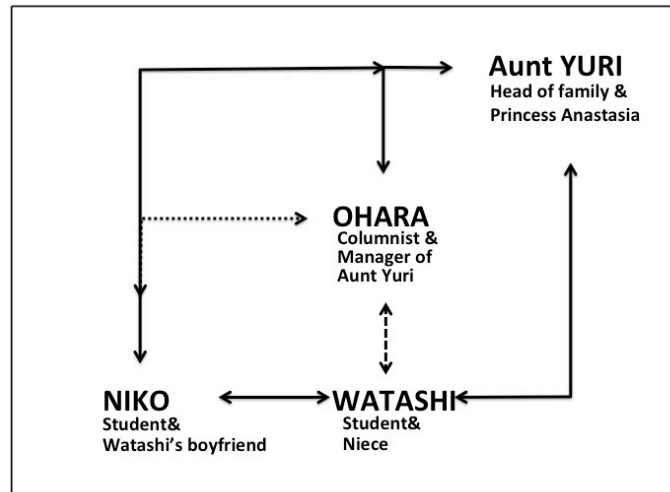 Aunt YURI
Head of family &
Princess Anastasia
OHARA
Columnist &
Manager of
Aunt Yuri
NIKO
Student&
Watashi's boyfriend
WATASHI
Student&
Niece